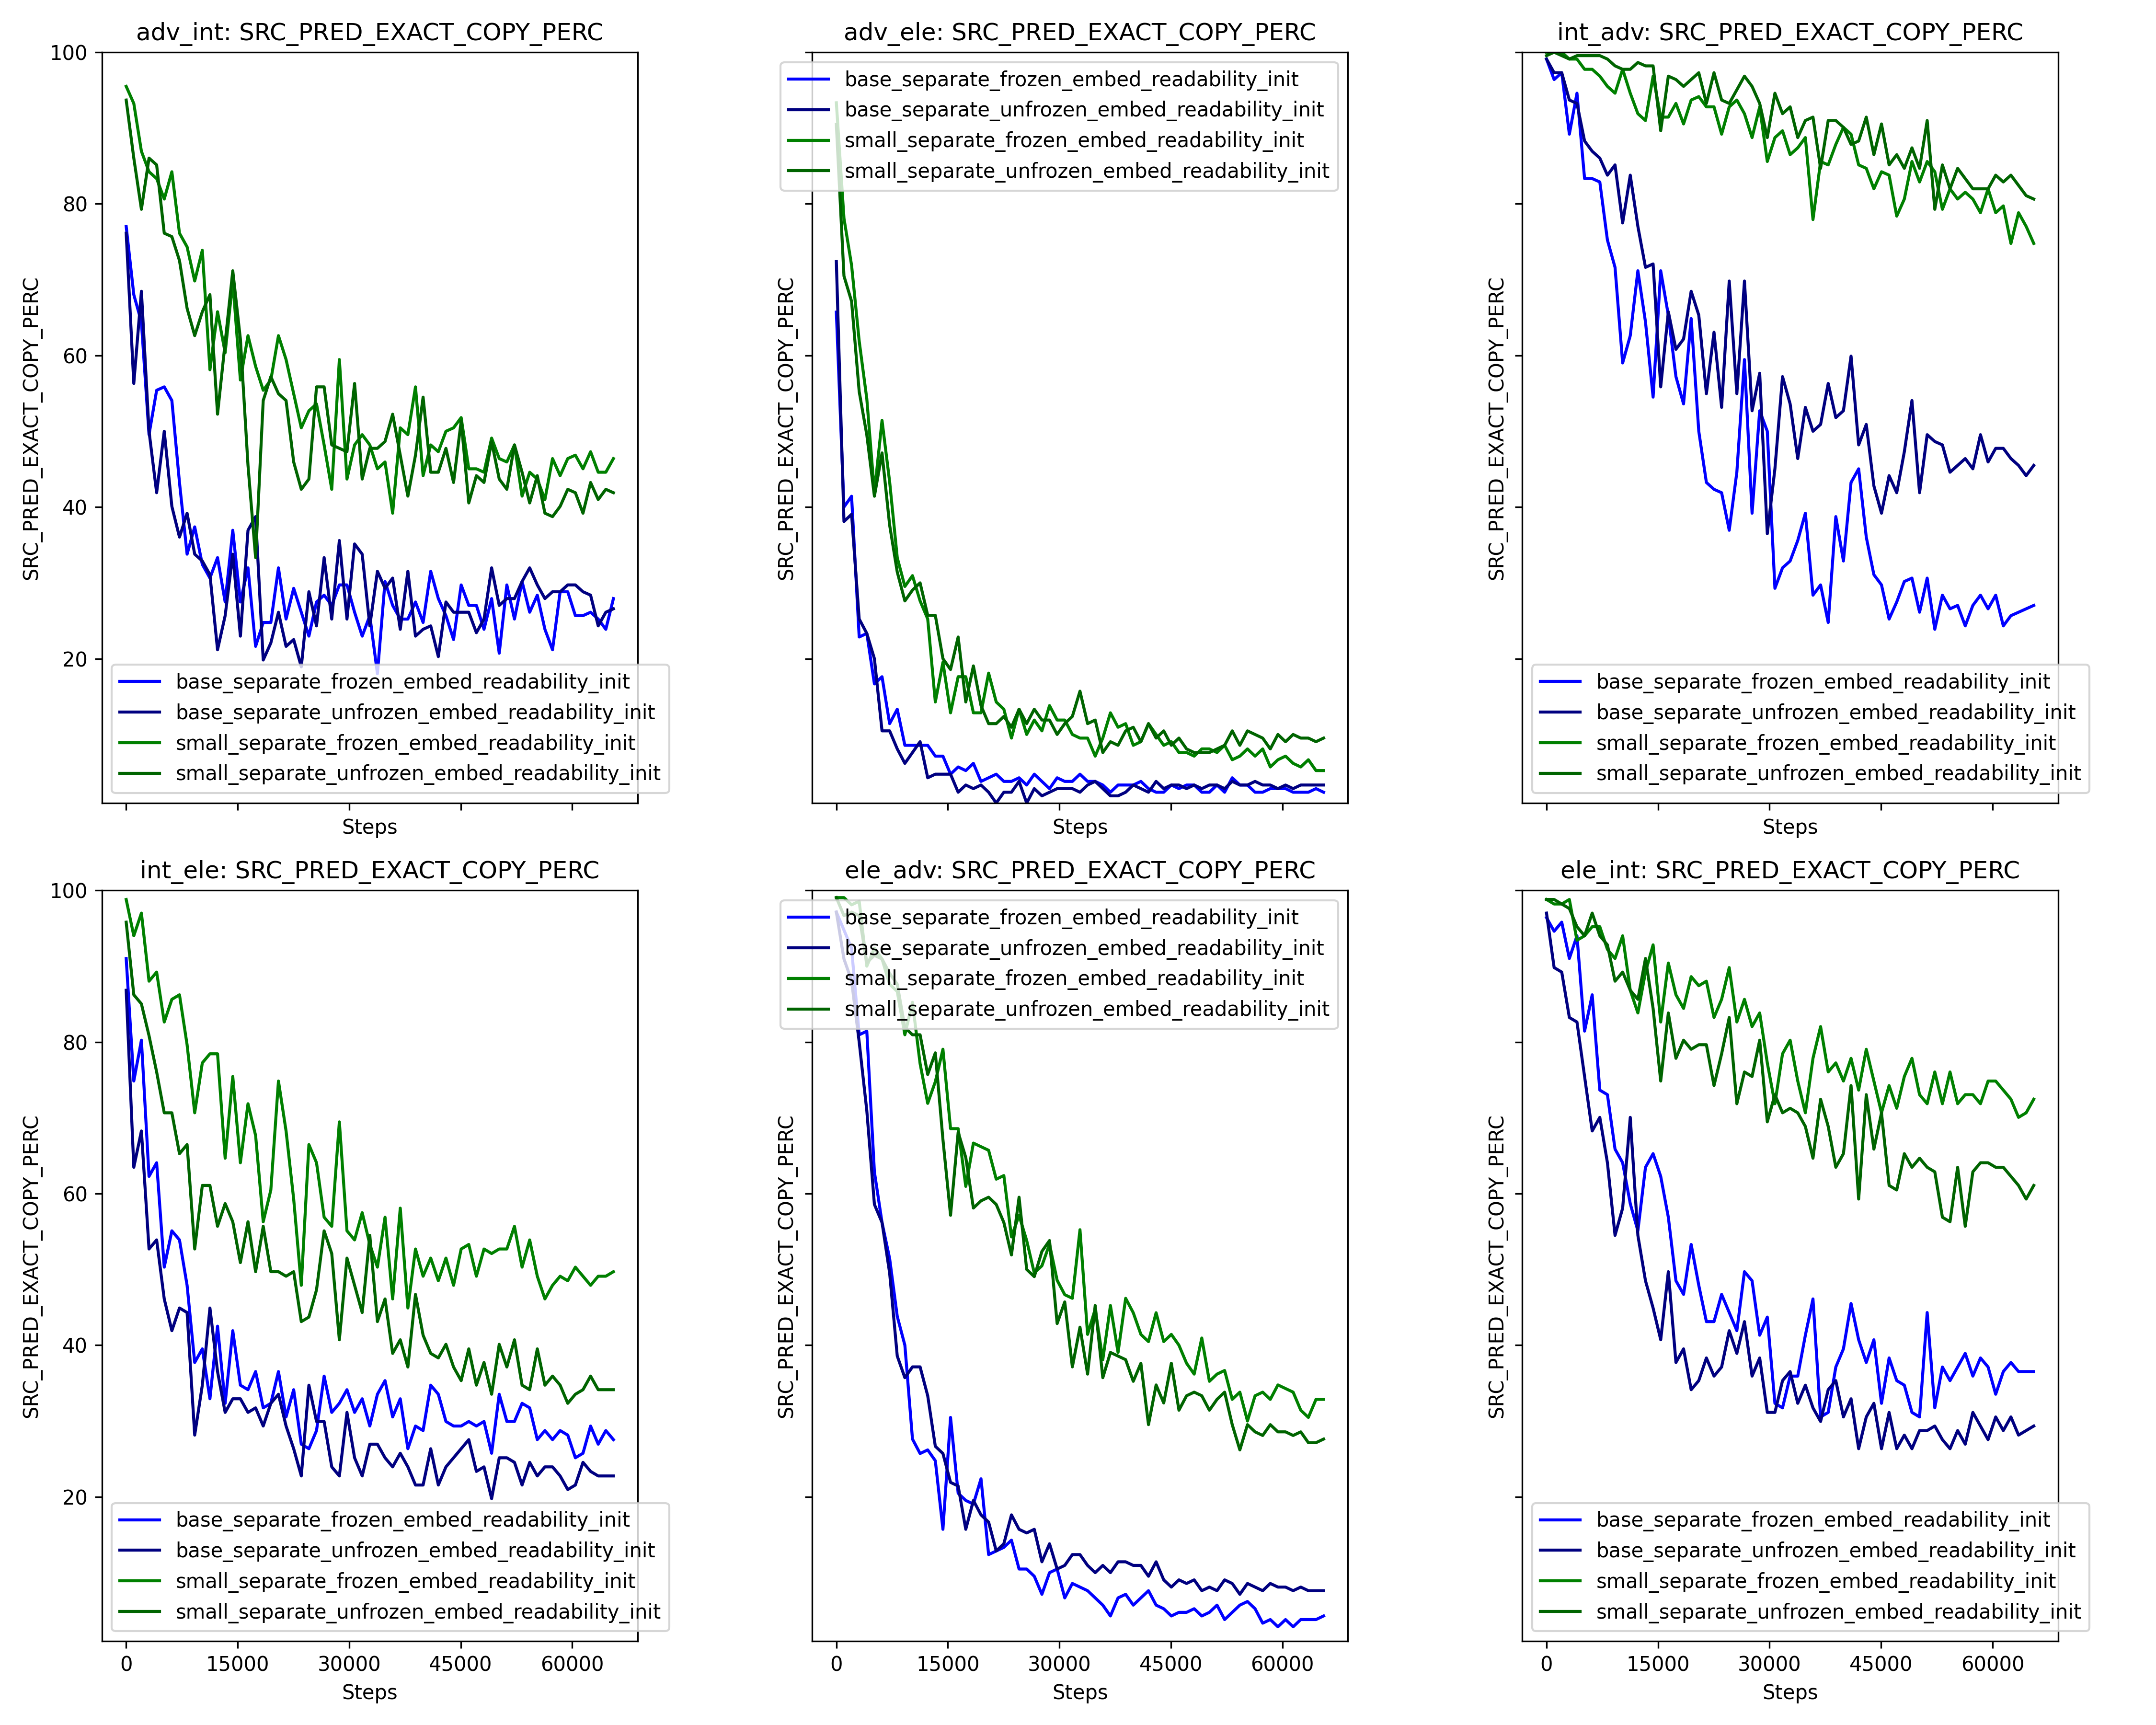 adv_int: SRC_PRED_EXACT_COPY_PERC
100
80
60
40
20
SRC_PRED_EXACT_COPY_PERC
base_separate_frozen_embed_readability_init
base_separate_unfrozen_embed_readability_init
small_separate_frozen_embed_readability_init
small_separate_unfrozen_embed_readability_init
Steps
adv_ele: SRC_PRED_EXACT_COPY_PERC
SRC_PRED_EXACT_COPY_PERC
base_separate_frozen_embed_readability_init
base_separate_unfrozen_embed_readability_init
small_separate_frozen_embed_readability_init
small_separate_unfrozen_embed_readability_init
Steps
int_adv: SRC_PRED_EXACT_COPY_PERC
SRC_PRED_EXACT_COPY_PERC
base_separate_frozen_embed_readability_init
base_separate_unfrozen_embed_readability_init
small_separate_frozen_embed_readability_init
small_separate_unfrozen_embed_readability_init
Steps
int_ele: SRC_PRED_EXACT_COPY_PERC
100
80
60
40
20
SRC_PRED_EXACT_COPY_PERC
base_separate_frozen_embed_readability_init
base_separate_unfrozen_embed_readability_init
small_separate_frozen_embed_readability_init
small_separate_unfrozen_embed_readability_init
0 15000 30000 45000 60000
Steps
ele_adv: SRC_PRED_EXACT_COPY_PERC
SRC_PRED_EXACT_COPY_PERC
base_separate_frozen_embed_readability_init
base_separate_unfrozen_embed_readability_init
small_separate_frozen_embed_readability_init
small_separate_unfrozen_embed_readability_init
0 15000 30000 45000 60000
Steps
ele_int: SRC_PRED_EXACT_COPY_PERC
SRC_PRED_EXACT_COPY_PERC
base_separate_frozen_embed_readability_init
base_separate_unfrozen_embed_readability_init
small_separate_frozen_embed_readability_init
small_separate_unfrozen_embed_readability_init
0 15000 30000 45000 60000
Steps